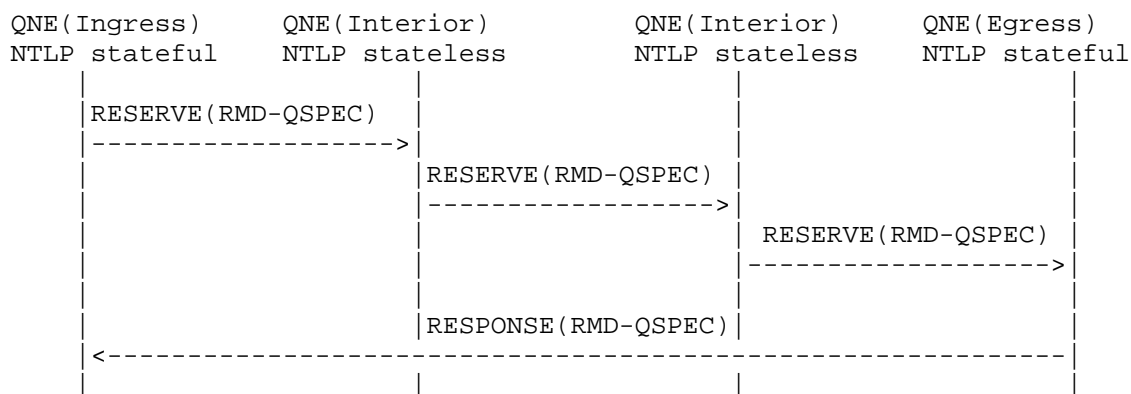 QNE(Ingress) QNE(Interior) QNE(Interior) QNE(Egress)
NTLP stateful NTLP stateless NTLP stateless NTLP stateful
RESERVE(RMD-QSPEC)
RESERVE(RMD-QSPEC)
RESERVE(RMD-QSPEC)
RESPONSE(RMD-QSPEC)